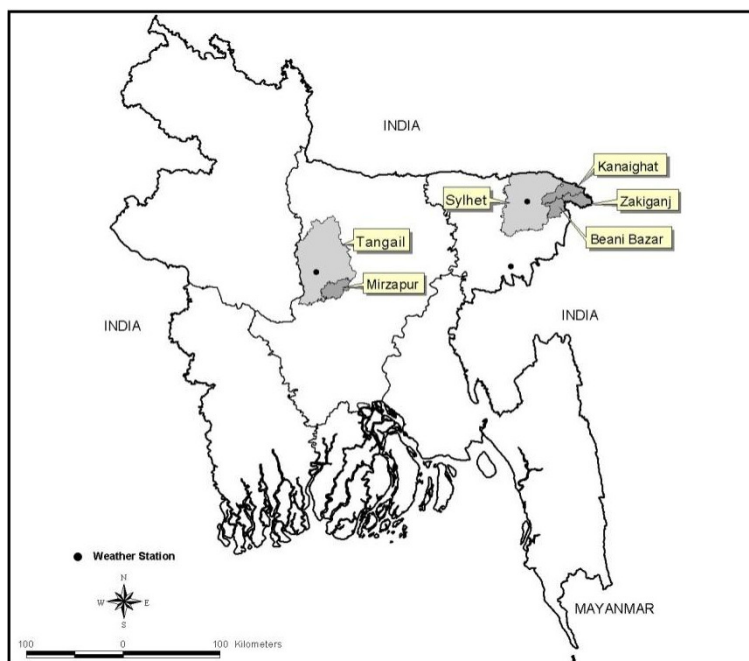 INDIA
Kanaighat
Sylhet
Zakiganj
Beani Bazar
Tangail
Mirzapur
INDIA
INDIA
Weather Station
N
W E
S
MAYANMAR
100 0 100 Kilometers